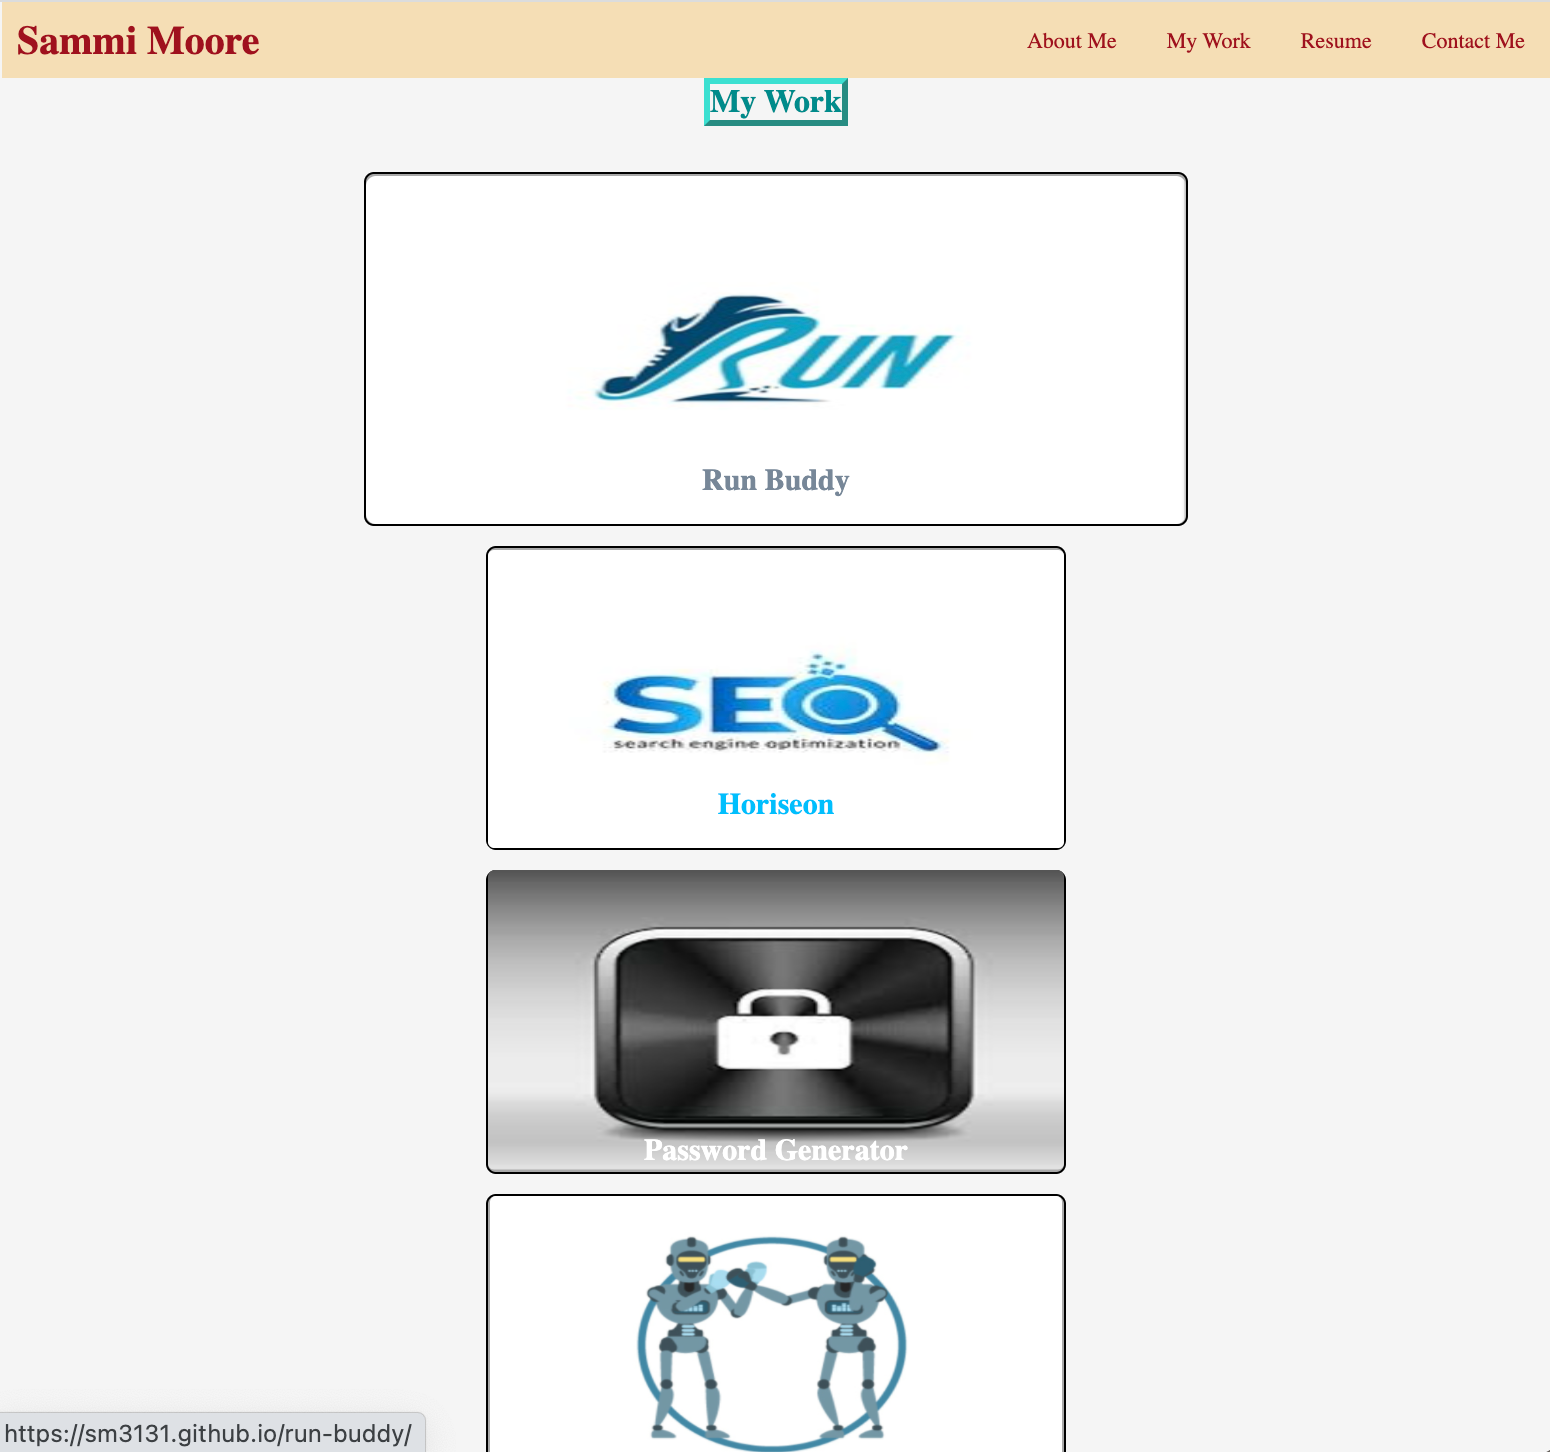 Sammi Moore
About Me
My Work
Resume
Contact Me
My Work
RUN
Run Buddy
SEO
search engine optimization
Horiseon
Password Generator
https://sm3131.github.io/run-buddy/